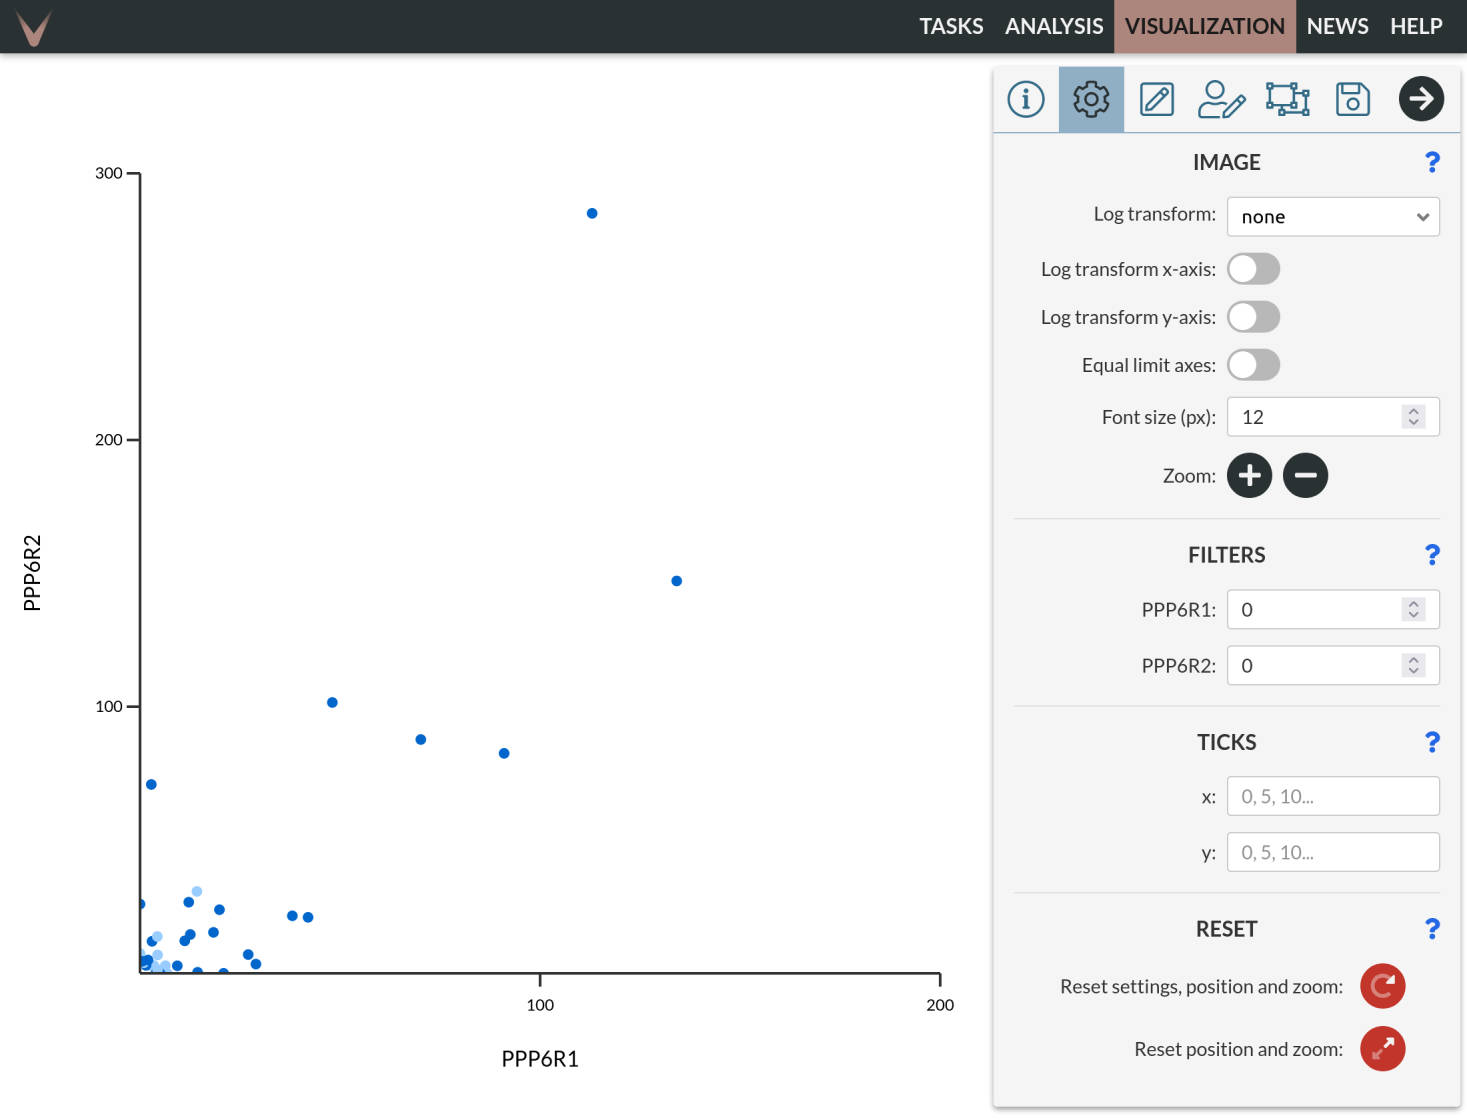 TASKS ANALYSIS VISUALIZATION NEWS HELP
IMAGE ?
Log transform: none
Log transform x-axis:
Log transform y-axis:
Equal limit axes:
Font size (px): 12
Zoom:
FILTERS ?
PPP6R1: 0
PPP6R2: 0
TICKS ?
x: 0, 5, 10...
y: 0, 5, 10...
RESET ?
Reset settings, position and zoom:
Reset position and zoom:
300
200
100
PPP6R2
100 200
PPP6R1